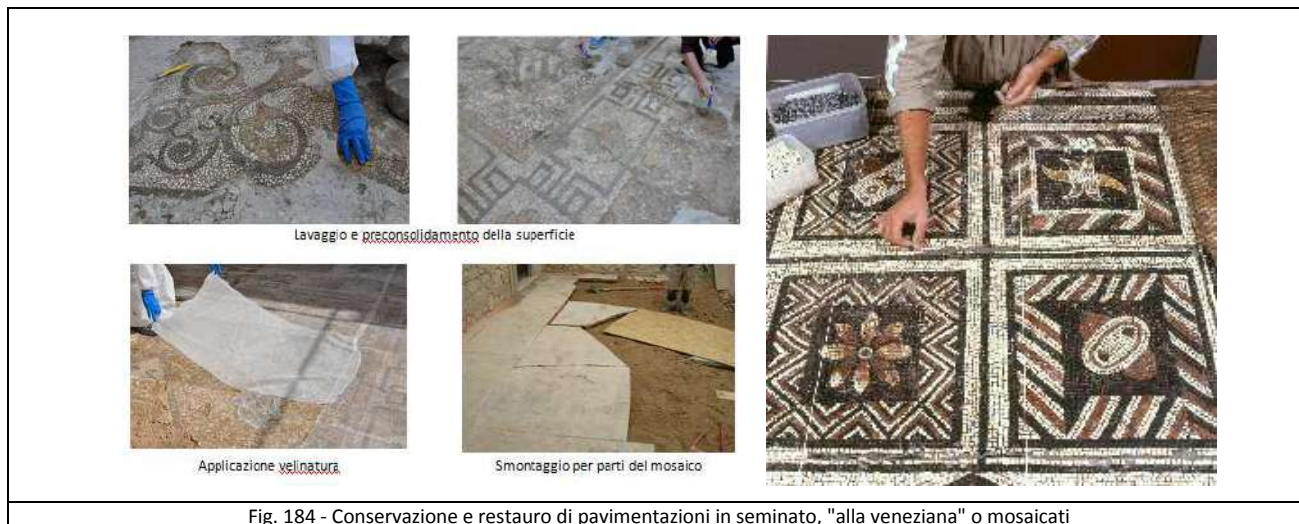 Lavaggio e preconsolidamento della superficie
Applicazione velinatura
Smontaggio per parti del mosaico
Fig. 184 - Conservazione e restauro di pavimentazioni in seminato, "alla veneziana" o mosaicati